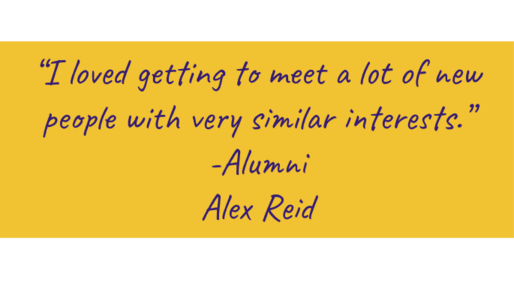 “I loved getting to meet a lot of new
people with very similar interests.”
-Alumni
Alex Reid